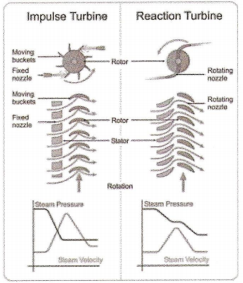 Impulse Turbine
Reaction Turbine
Moving
buckets
Fixed
nozzle
Rotor
Rotating
nozzle
Moving
buckets
Fixed
nozzle
Rotor
Stator
Rotating
nozzle
Rotation
Steam Pressure
Steam Velocity
Steam Pressure
Steam Velocity